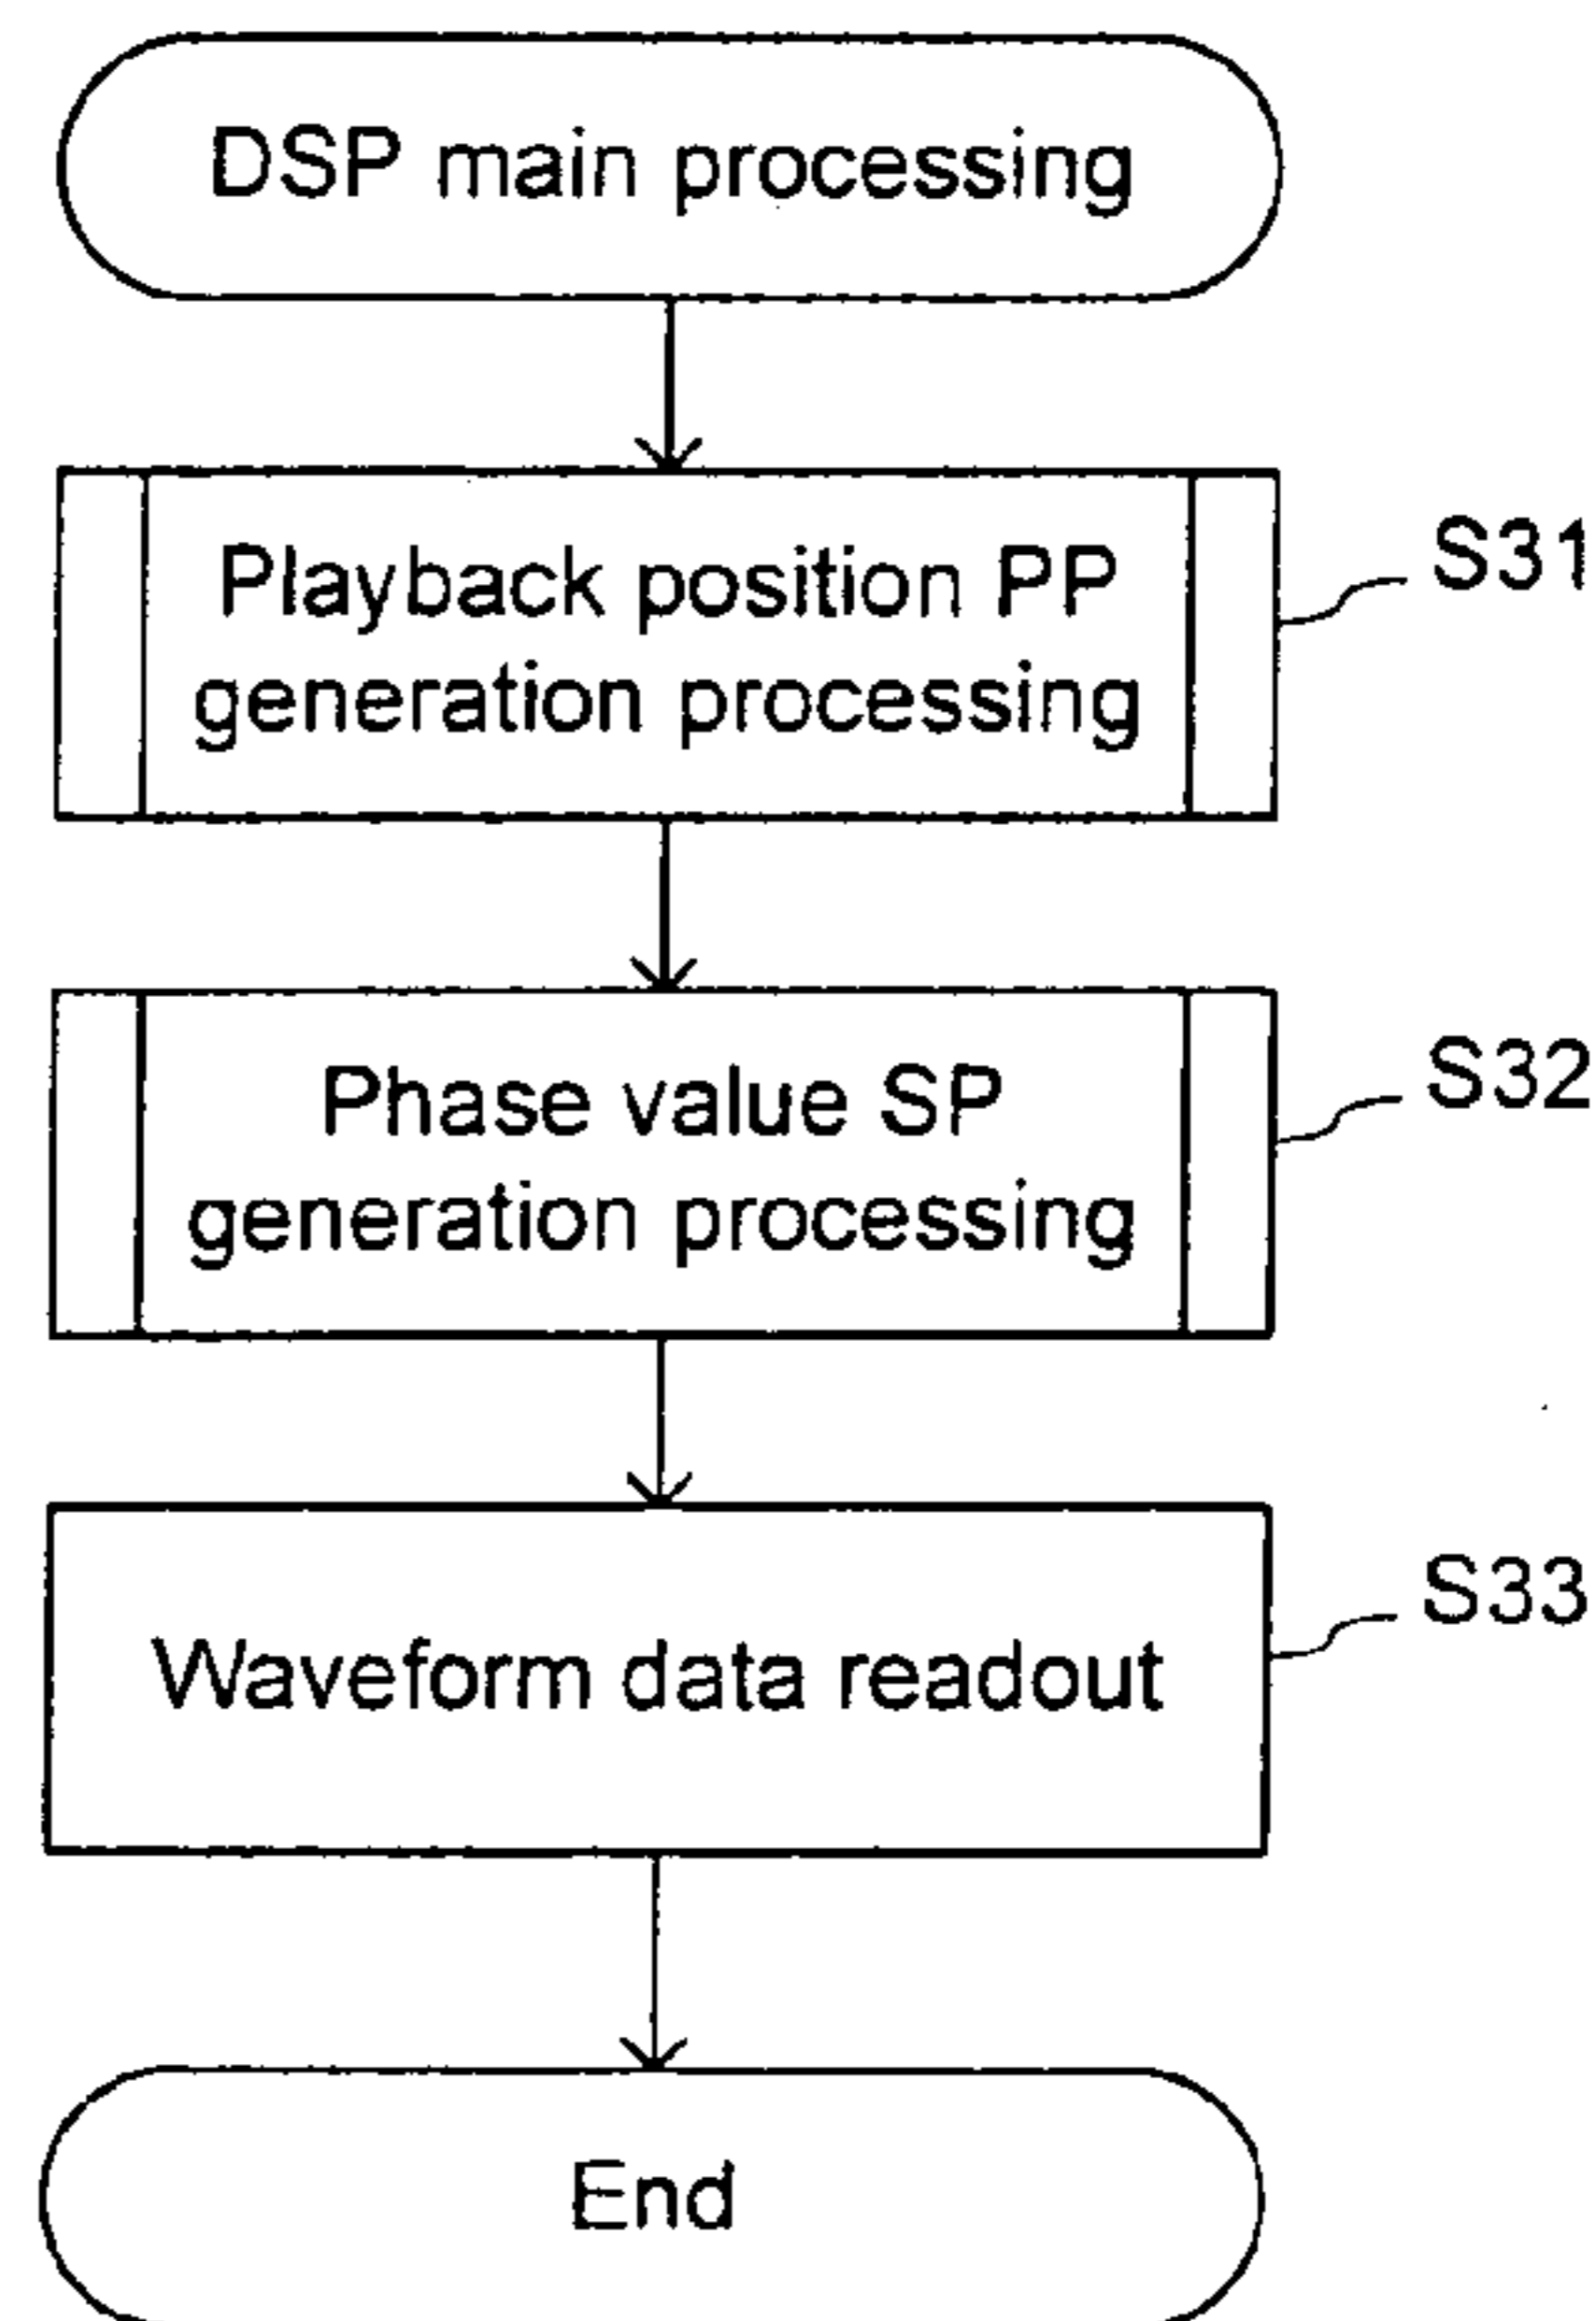 DSP main processing
Playback position PP
generation processing
S31
Phase value SP
generation processing
S32
Waveform data readout
S33
End